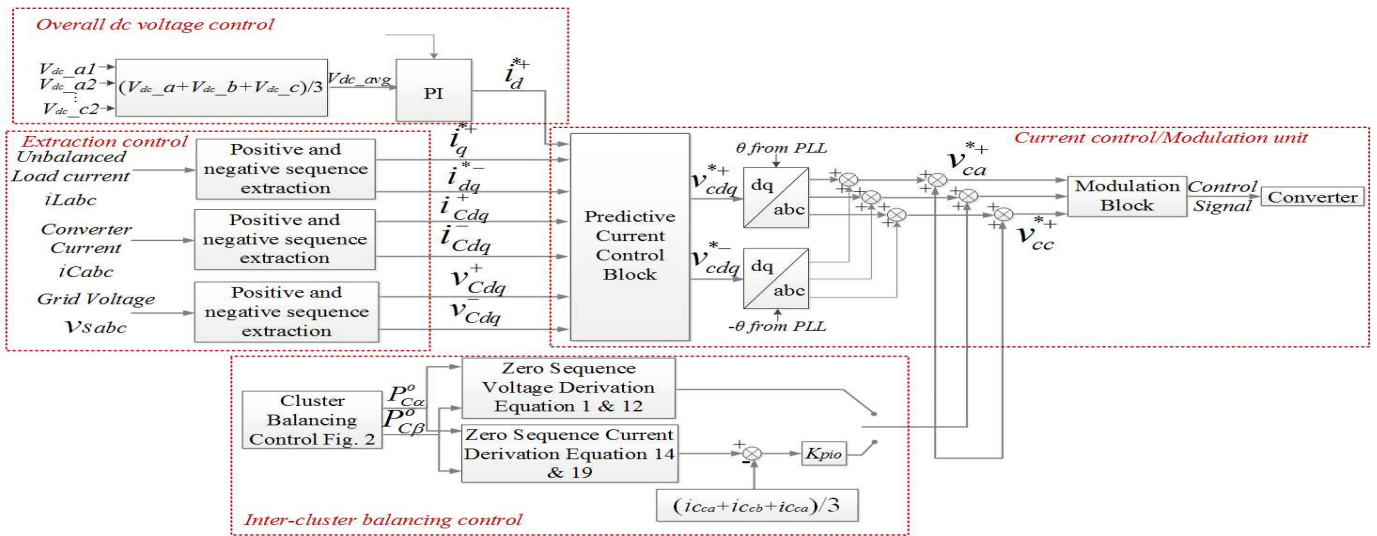 Overall dc voltage control
Vdc_a1
Vdc_a2
⋮
Vdc_c2
(Vdc_a+Vdc_b+Vdc_c)/3
Vdc_avg
PI
i*+d
Extraction control
Unbalanced
Load current
iLabc
Positive and
negative sequence
extraction
i*+q
i*-dq
Converter
Current
iCabc
Positive and
negative sequence
extraction
i+Cdq
i-Cdq
Grid Voltage
vSabc
Positive and
negative sequence
extraction
v+Cdq
v-Cdq
Current control/Modulation unit
Predictive
Current
Control
Block
v*+cdq
v*-cdq
θ from PLL
dq
abc
dq
abc
-θ from PLL
+
+
+
+
+
+
+
+
+
+
+
+
v*+ca
v*+cc
Modulation
Block
Control
Signal
Converter
Cluster
Balancing
Control Fig. 2
PoCα
PoCβ
Zero Sequence
Voltage Derivation
Equation 1 & 12
Zero Sequence Current
Derivation Equation 14
& 19
+
-
Kpio
(icca+iccb+icca)/3
Inter-cluster balancing control